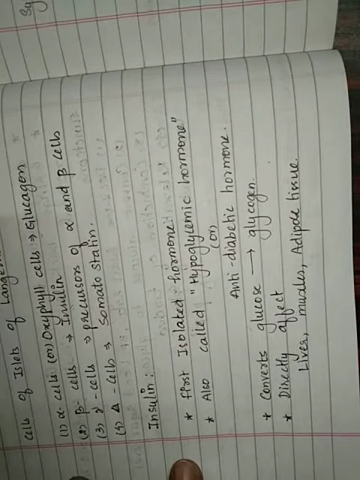 cells of Islets of Langerh
(1) α-cells (or) Oxyphyll cells → Glucagon
(2) β- cells → Insulin
(3) γ - cells → precursor of α and β cells
(4) Δ - cells → Somato statin.
Insulin:
* First Isolated hormone
* Also called "Hypoglycemic hormone"
(or)
Anti-diabetic hormone.
* Converts glucose → glycogen.
* Directly affect
Liver, muscles, Adipose tissue.